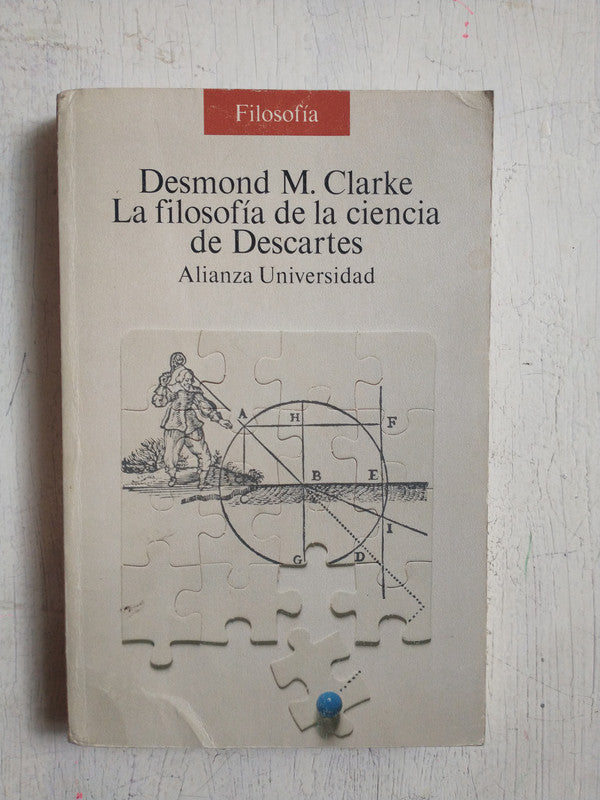 Filosofía
Desmond M. Clarke
La filosofía de la ciencia
de Descartes
Alianza Universidad
A H F
B E
I
G D